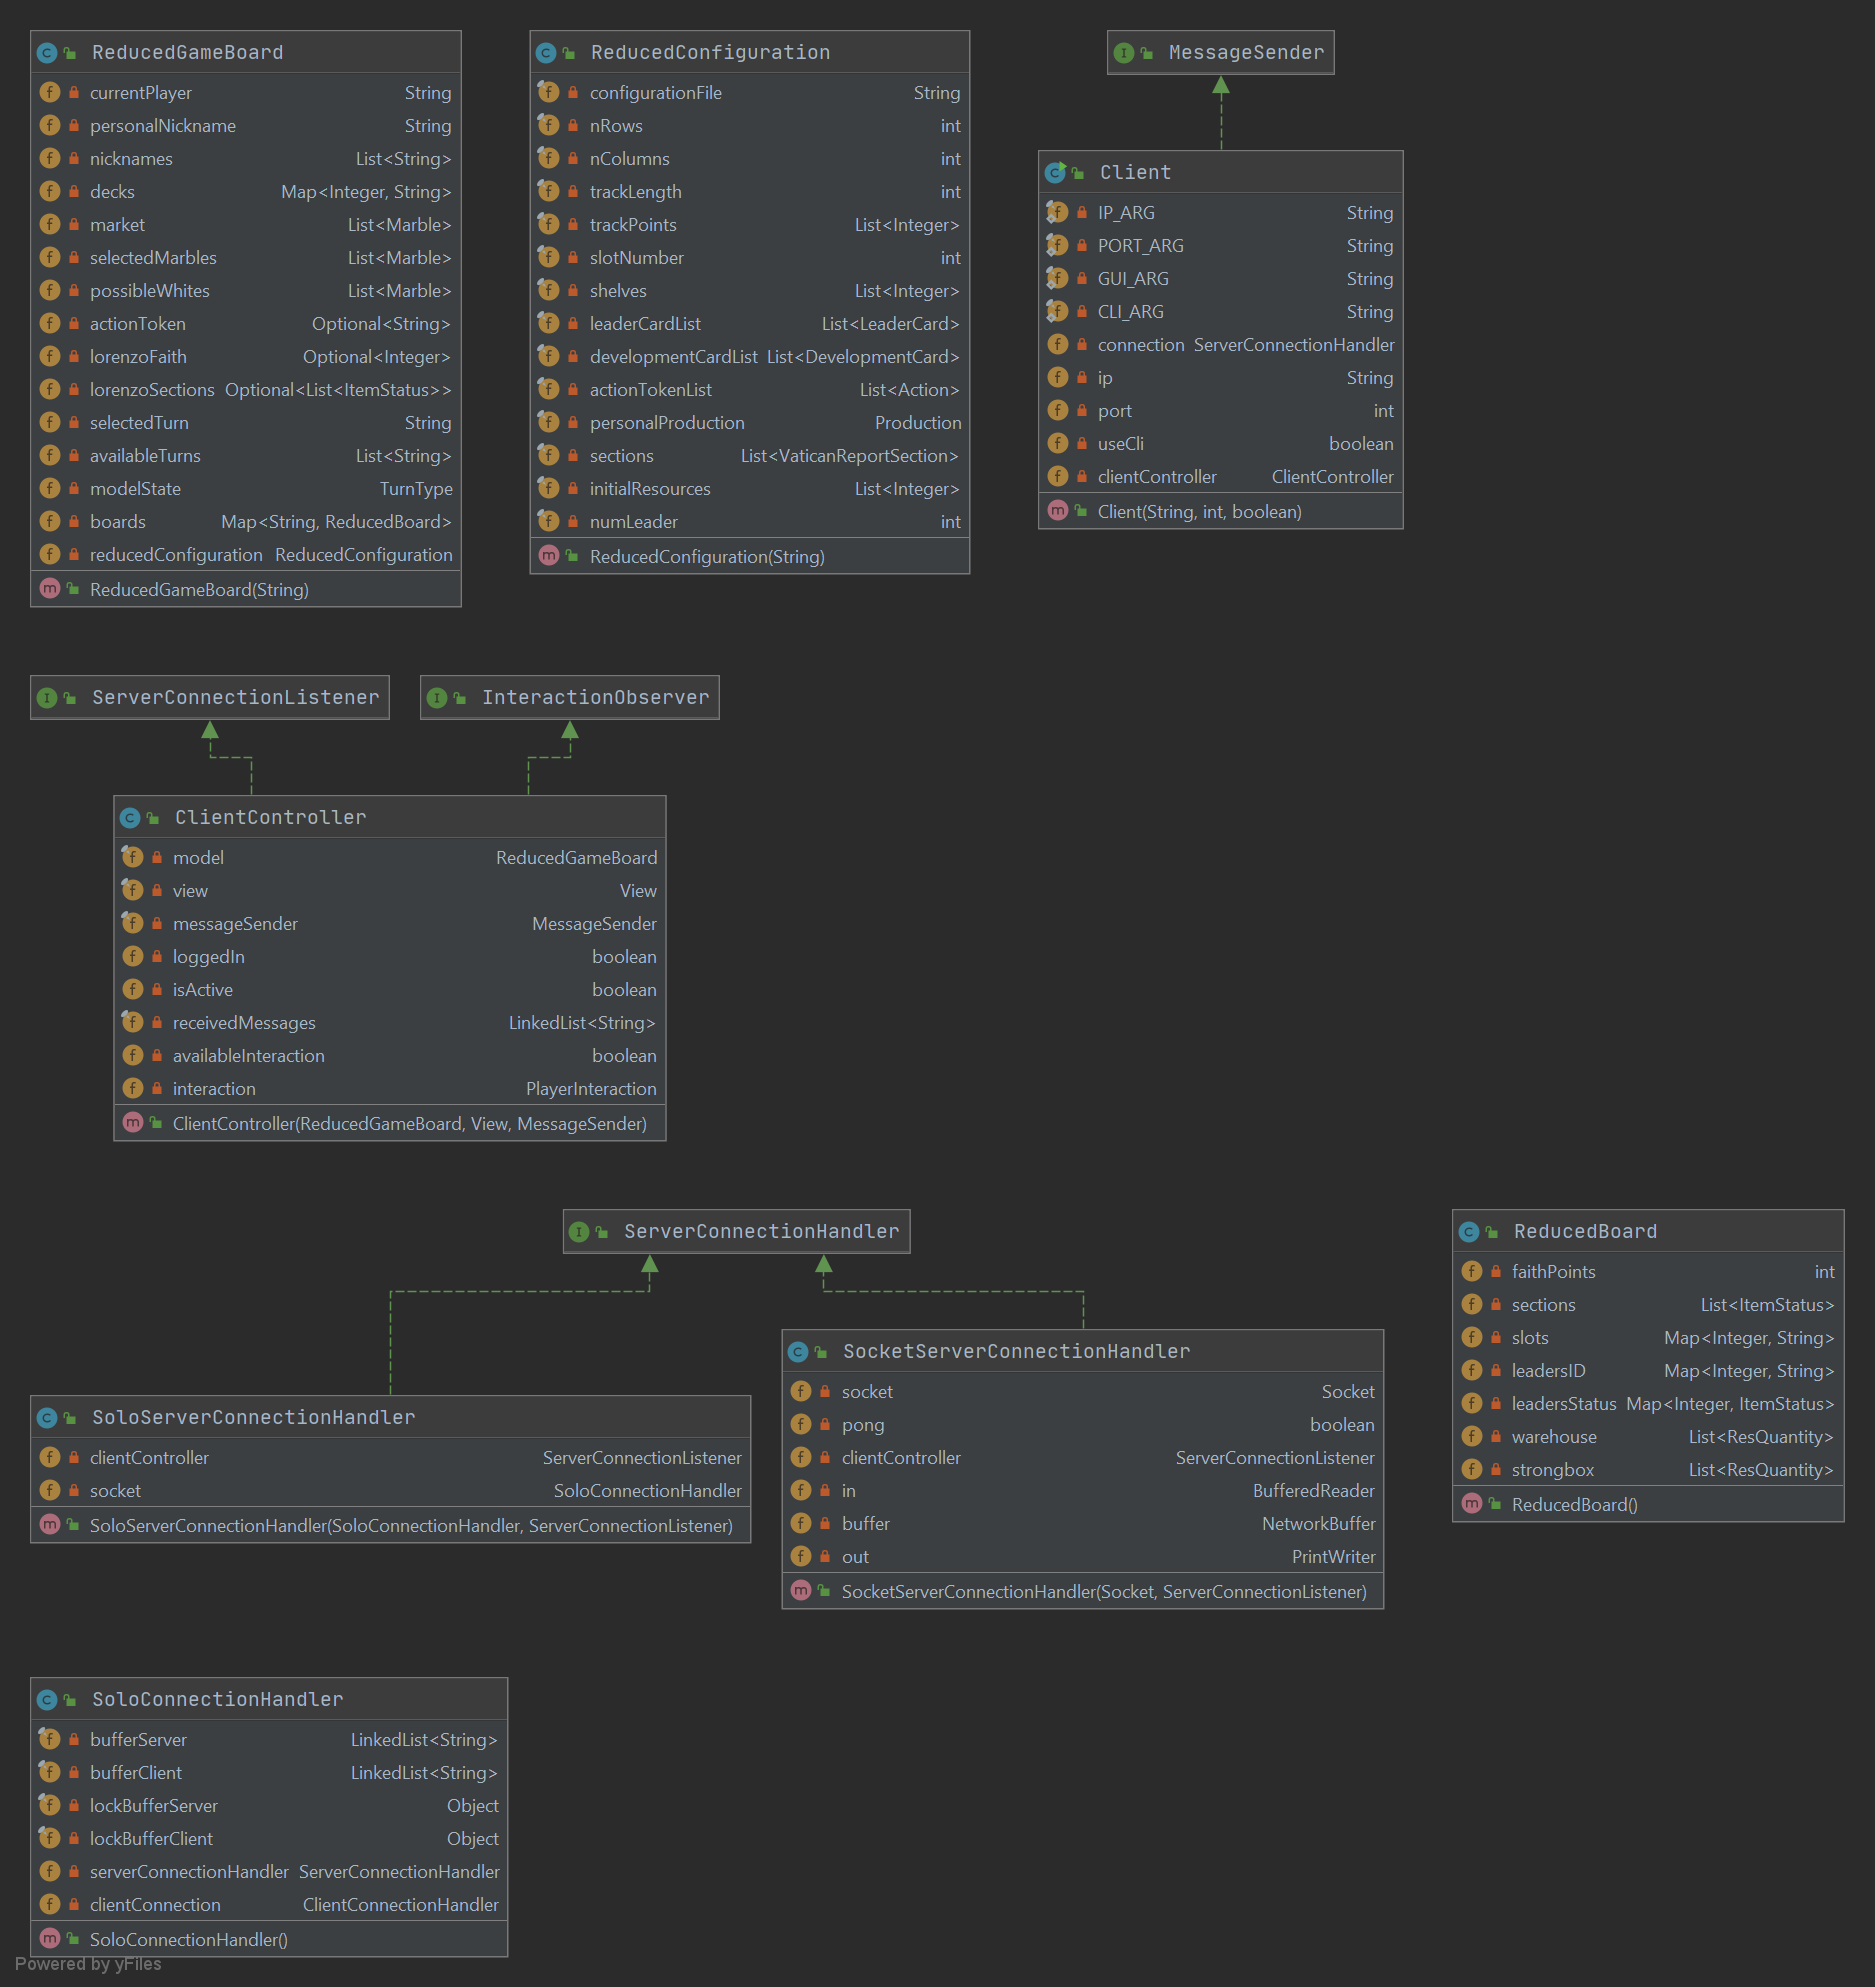 ReducedGameBoard
currentPlayer String
personalNickname String
nicknames List<String>
decks Map<Integer, String>
market List<Marble>
selectedMarbles List<Marble>
possibleWhites List<Marble>
actionToken Optional<String>
lorenzoFaith Optional<Integer>
lorenzoSections Optional<List<ItemStatus>>
selectedTurn String
availableTurns List<String>
modelState TurnType
boards Map<String, ReducedBoard>
reducedConfiguration ReducedConfiguration
ReducedGameBoard(String)
ReducedConfiguration
configurationFile String
nRows int
nColumns int
trackLength int
trackPoints List<Integer>
slotNumber int
shelves List<Integer>
leaderCardList List<LeaderCard>
developmentCardList List<DevelopmentCard>
actionTokenList List<Action>
personalProduction Production
sections List<VaticanReportSection>
initialResources List<Integer>
numLeader int
ReducedConfiguration(String)
MessageSender
Client
IP_ARG String
PORT_ARG String
GUI_ARG String
CLI_ARG String
connection ServerConnectionHandler
ip String
port int
useCli boolean
clientController ClientController
Client(String, int, boolean)
ServerConnectionListener
InteractionObserver
ClientController
model ReducedGameBoard
view View
messageSender MessageSender
loggedIn boolean
isActive boolean
receivedMessages LinkedList<String>
availableInteraction boolean
interaction PlayerInteraction
ClientController(ReducedGameBoard, View, MessageSender)
ServerConnectionHandler
SoloServerConnectionHandler
clientController ServerConnectionListener
socket SoloConnectionHandler
SoloServerConnectionHandler(SoloConnectionHandler, ServerConnectionListener)
SocketServerConnectionHandler
socket Socket
pong boolean
clientController ServerConnectionListener
in BufferedReader
buffer NetworkBuffer
out PrintWriter
SocketServerConnectionHandler(Socket, ServerConnectionListener)
ReducedBoard
faithPoints int
sections List<ItemStatus>
slots Map<Integer, String>
leadersID Map<Integer, String>
leadersStatus Map<Integer, ItemStatus>
warehouse List<ResQuantity>
strongbox List<ResQuantity>
ReducedBoard()
SoloConnectionHandler
bufferServer LinkedList<String>
bufferClient LinkedList<String>
lockBufferServer Object
lockBufferClient Object
serverConnectionHandler ServerConnectionHandler
clientConnection ClientConnectionHandler
SoloConnectionHandler()
Powered by yFiles